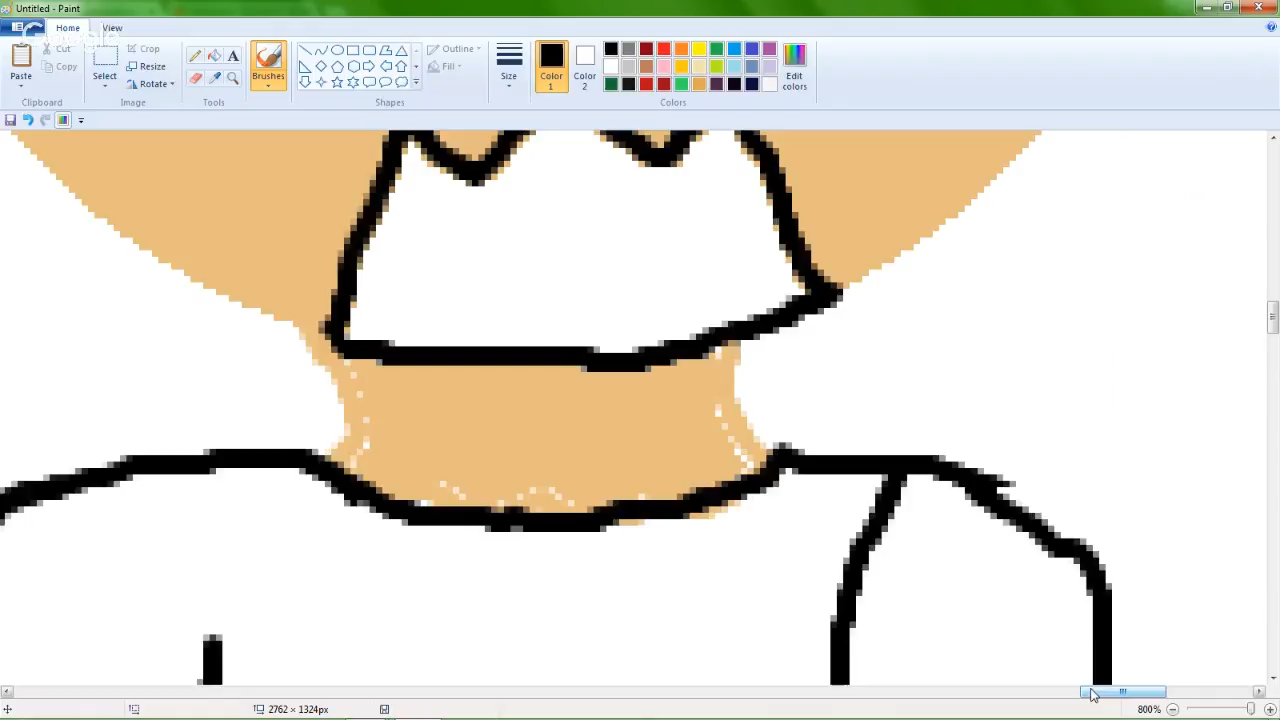 Untitled - Paint
Home View
Paste
Cut
Copy
Clipboard
Select
Crop
Resize
Rotate
Image
A
Tools
Brushes
Outline
Fill
Shapes
Size
Color 1
Color 2
Edit colors
Colors
2762 × 1324px
800%